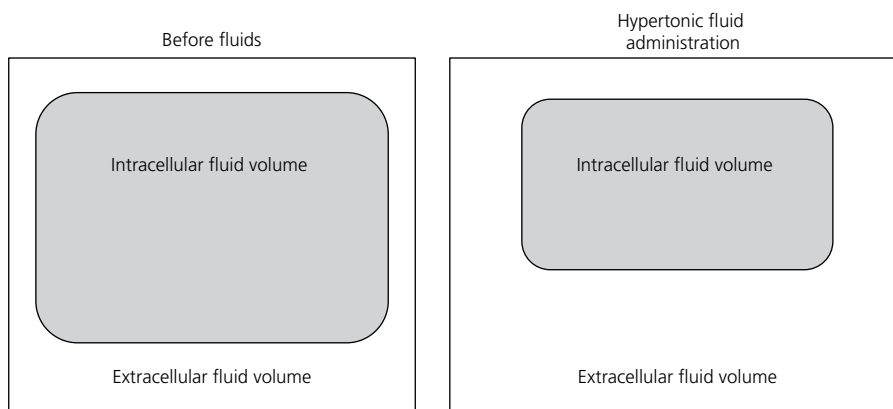 Before fluids
Intracellular fluid volume
Extracellular fluid volume
Hypertonic fluid
administration
Intracellular fluid volume
Extracellular fluid volume